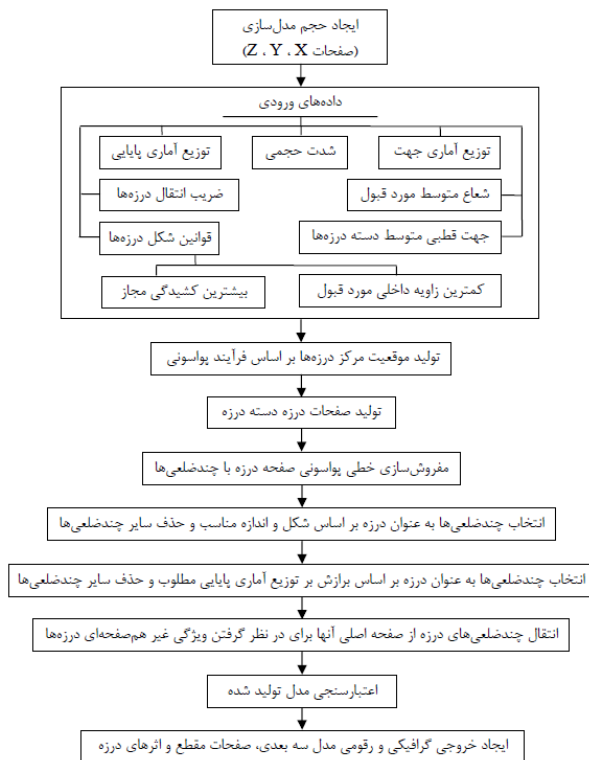 ایجاد حجم مدل‌سازی
(صفحات Z ، Y ، X)
داده‌های ورودی
توزیع آماری جهت
شدت حجمی
توزیع آماری پایایی
شعاع متوسط مورد قبول
ضریب انتقال درزه‌ها
جهت قطبی متوسط دسته درزه‌ها
قوانین شکل درزه‌ها
کمترین زاویه داخلی مورد قبول
بیشترین کشیدگی مجاز
تولید موقعیت مرکز درزه‌ها بر اساس فرآیند پواسونی
تولید صفحات درزه دسته درزه
مفروش‌سازی خطی پواسونی صفحه درزه با چندضلعی‌ها
انتخاب چندضلعی‌ها به عنوان درزه بر اساس شکل و اندازه مناسب و حذف سایر چندضلعی‌ها
انتخاب چندضلعی‌ها به عنوان درزه بر اساس برازش بر توزیع آماری پایایی مطلوب و حذف سایر چندضلعی‌ها
انتقال چندضلعی‌های درزه از صفحه اصلی آنها برای در نظر گرفتن ویژگی غیر هم‌صفحه‌ای درزه‌ها
اعتبارسنجی مدل تولید شده
ایجاد خروجی گرافیکی و رقومی مدل سه بعدی، صفحات مقطع و اثرهای درزه